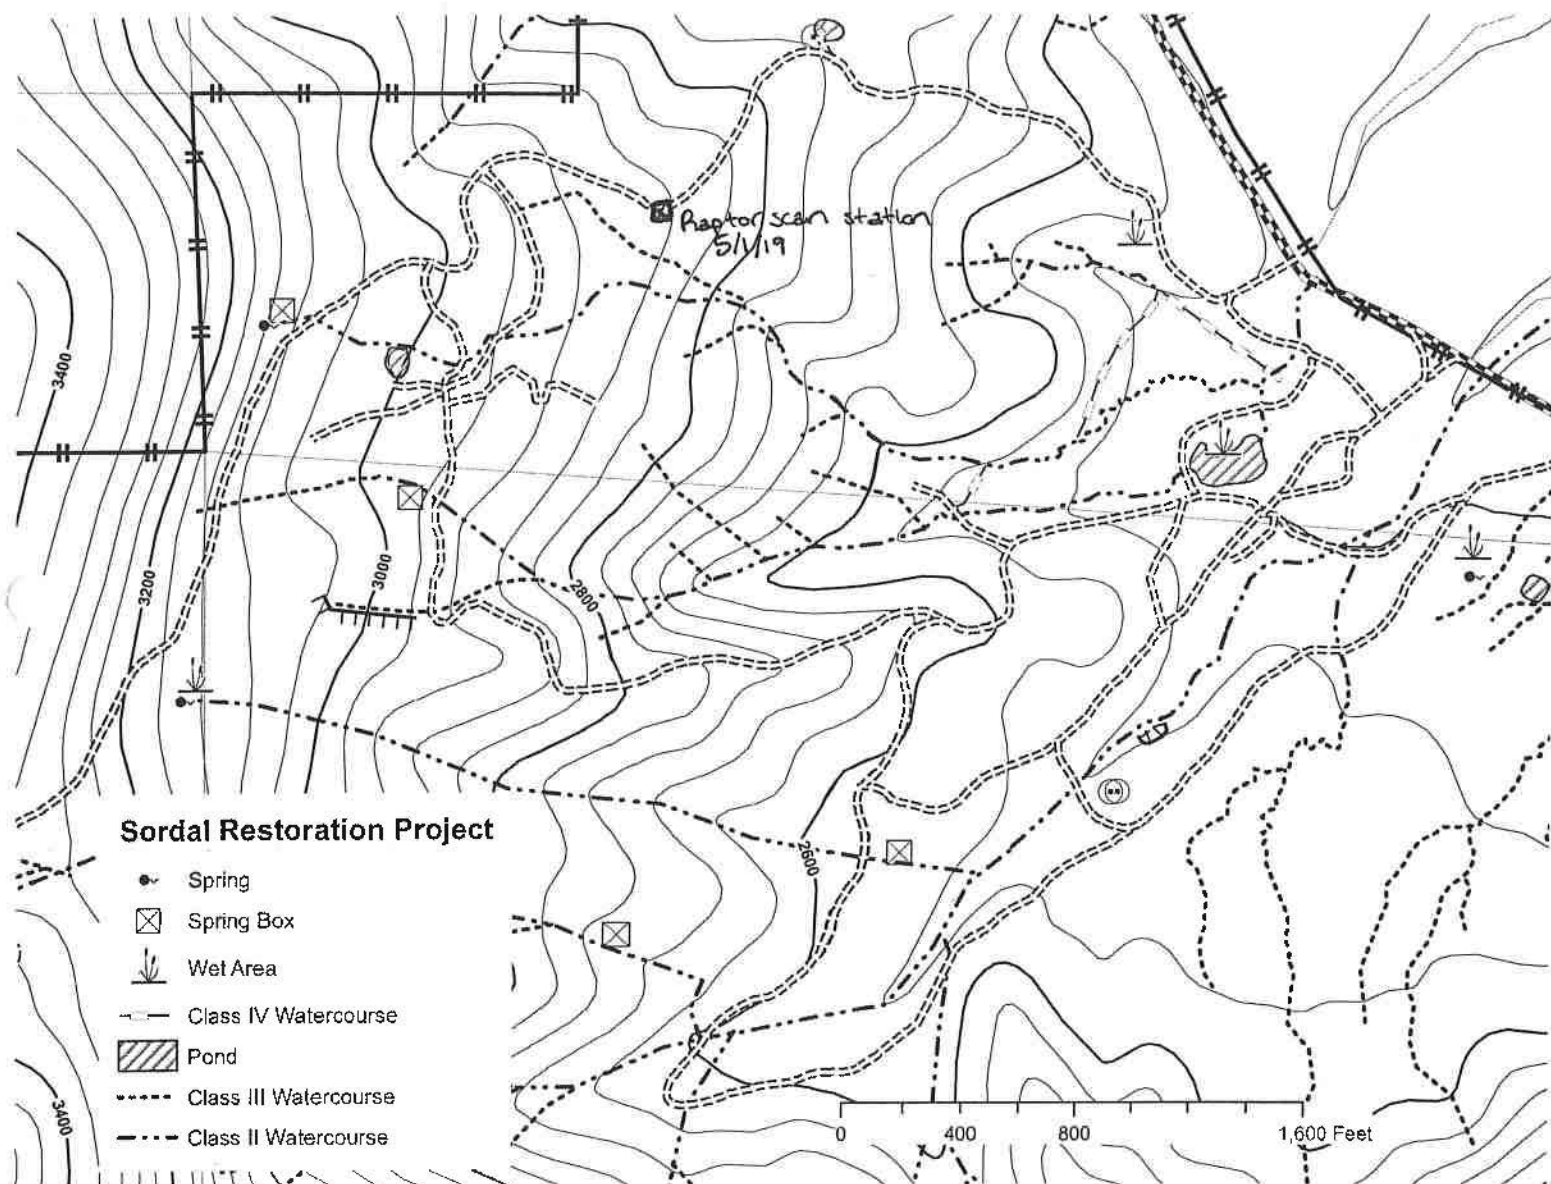 Raptor scan station
5/1/19
3400
3200
3000
2800
2600
Sordal Restoration Project
Spring
Spring Box
Wet Area
Class IV Watercourse
Pond
Class III Watercourse
Class II Watercourse
3400
0 400 800 1,600 Feet